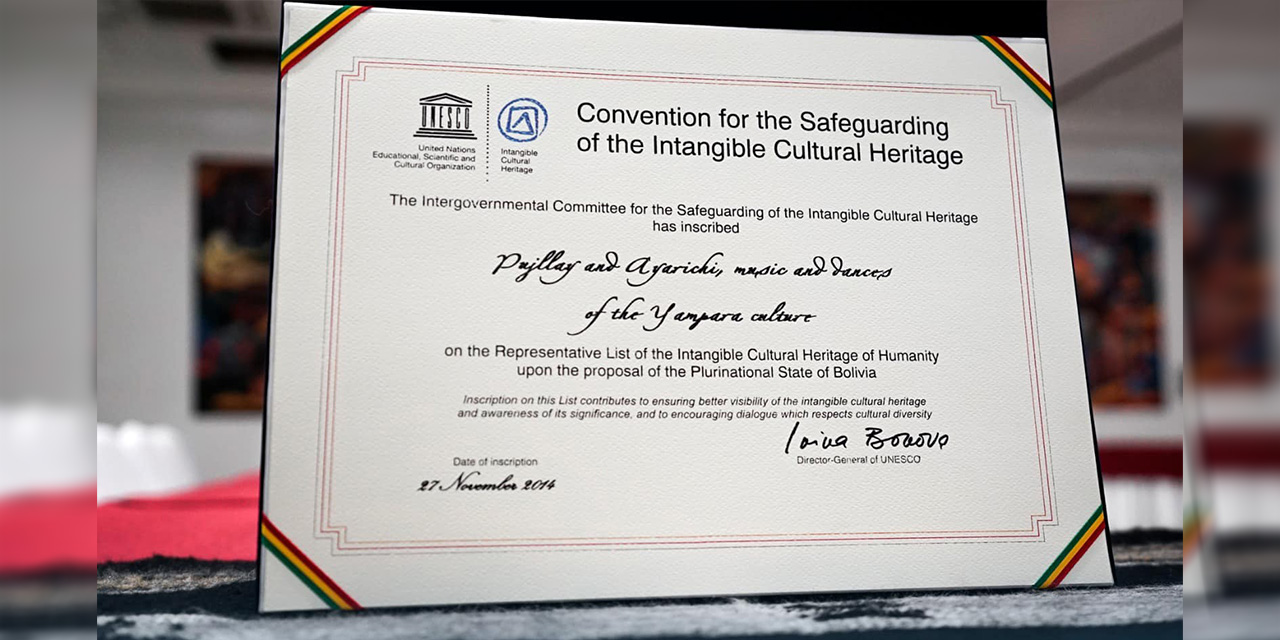 UNESCO
United Nations
Educational, Scientific and
Cultural Organization
Intangible
Cultural
Heritage
Convention for the Safeguarding
of the Intangible Cultural Heritage
The Intergovernmental Committee for the Safeguarding of the Intangible Cultural Heritage
has inscribed
Pujllay and Ayarichi, music and dances
of the Yampara culture
on the Representative List of the Intangible Cultural Heritage of Humanity
upon the proposal of the Plurinational State of Bolivia
Inscription on this List contributes to ensuring better visibility of the intangible cultural heritage
and awareness of its significance, and to encouraging dialogue which respects cultural diversity
Irina Bokova
Director-General of UNESCO
Date of inscription
27 November 2014